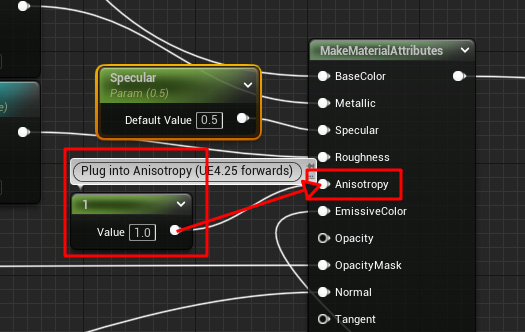 e)
Specular
Param (0.5)
Default Value 0.5
Plug into Anisotropy (UE4.25 forwards)
1
Value 1.0
MakeMaterialAttributes
BaseColor
Metallic
Specular
Roughness
Anisotropy
EmissiveColor
Opacity
OpacityMask
Normal
Tangent